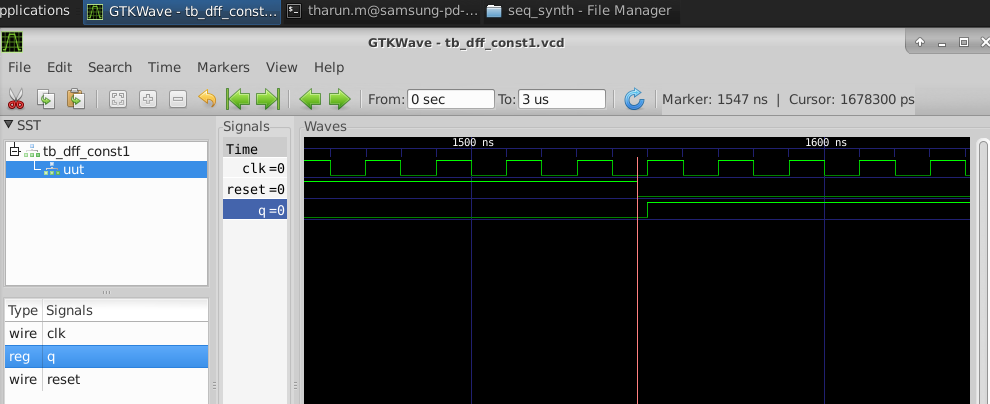 pplications GTKWave - tb_dff_const... tharun.m@samsung-pd-... seq_synth - File Manager
GTKWave - tb_dff_const1.vcd
File Edit Search Time Markers View Help
From: 0 sec To: 3 us Marker: 1547 ns | Cursor: 1678300 ps
SST
tb_dff_const1
uut
Type Signals
wire clk
reg q
wire reset
Signals
Time
clk=0
reset=0
q=0
Waves
1500 ns 1600 ns